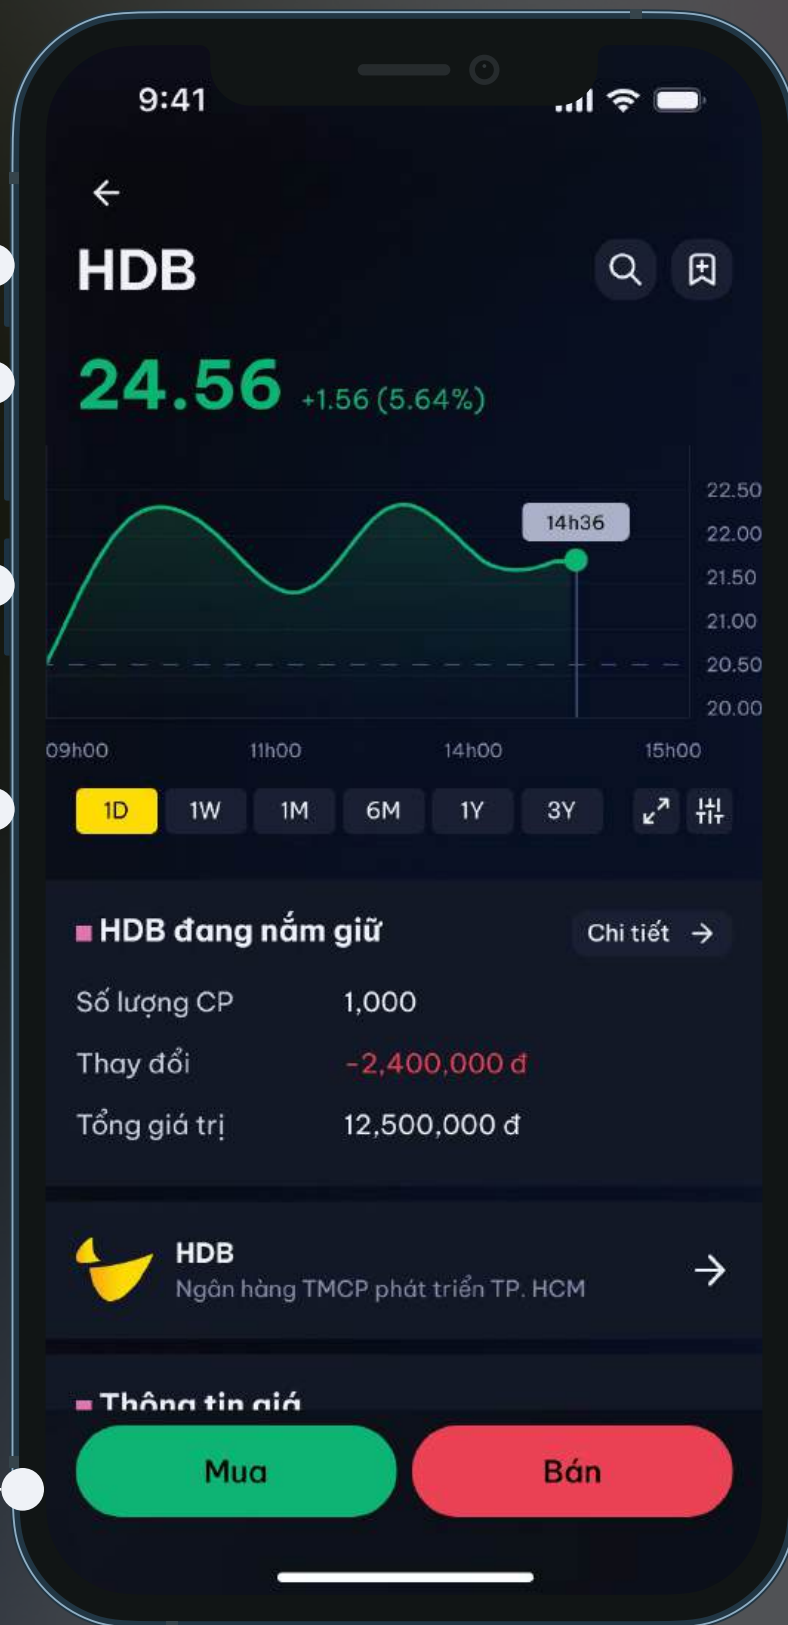 9:41
HDB
24.56 +1.56 (5.64%)
22.50
14h36
22.00
21.50
21.00
20.50
20.00
09h00 11h00 14h00 15h00
1D 1W 1M 6M 1Y 3Y
HDB đang nắm giữ Chi tiết
Số lượng CP 1,000
Thay đổi -2,400,000 đ
Tổng giá trị 12,500,000 đ
HDB
Ngân hàng TMCP phát triển TP. HCM
Thông tin giá
Mua Bán